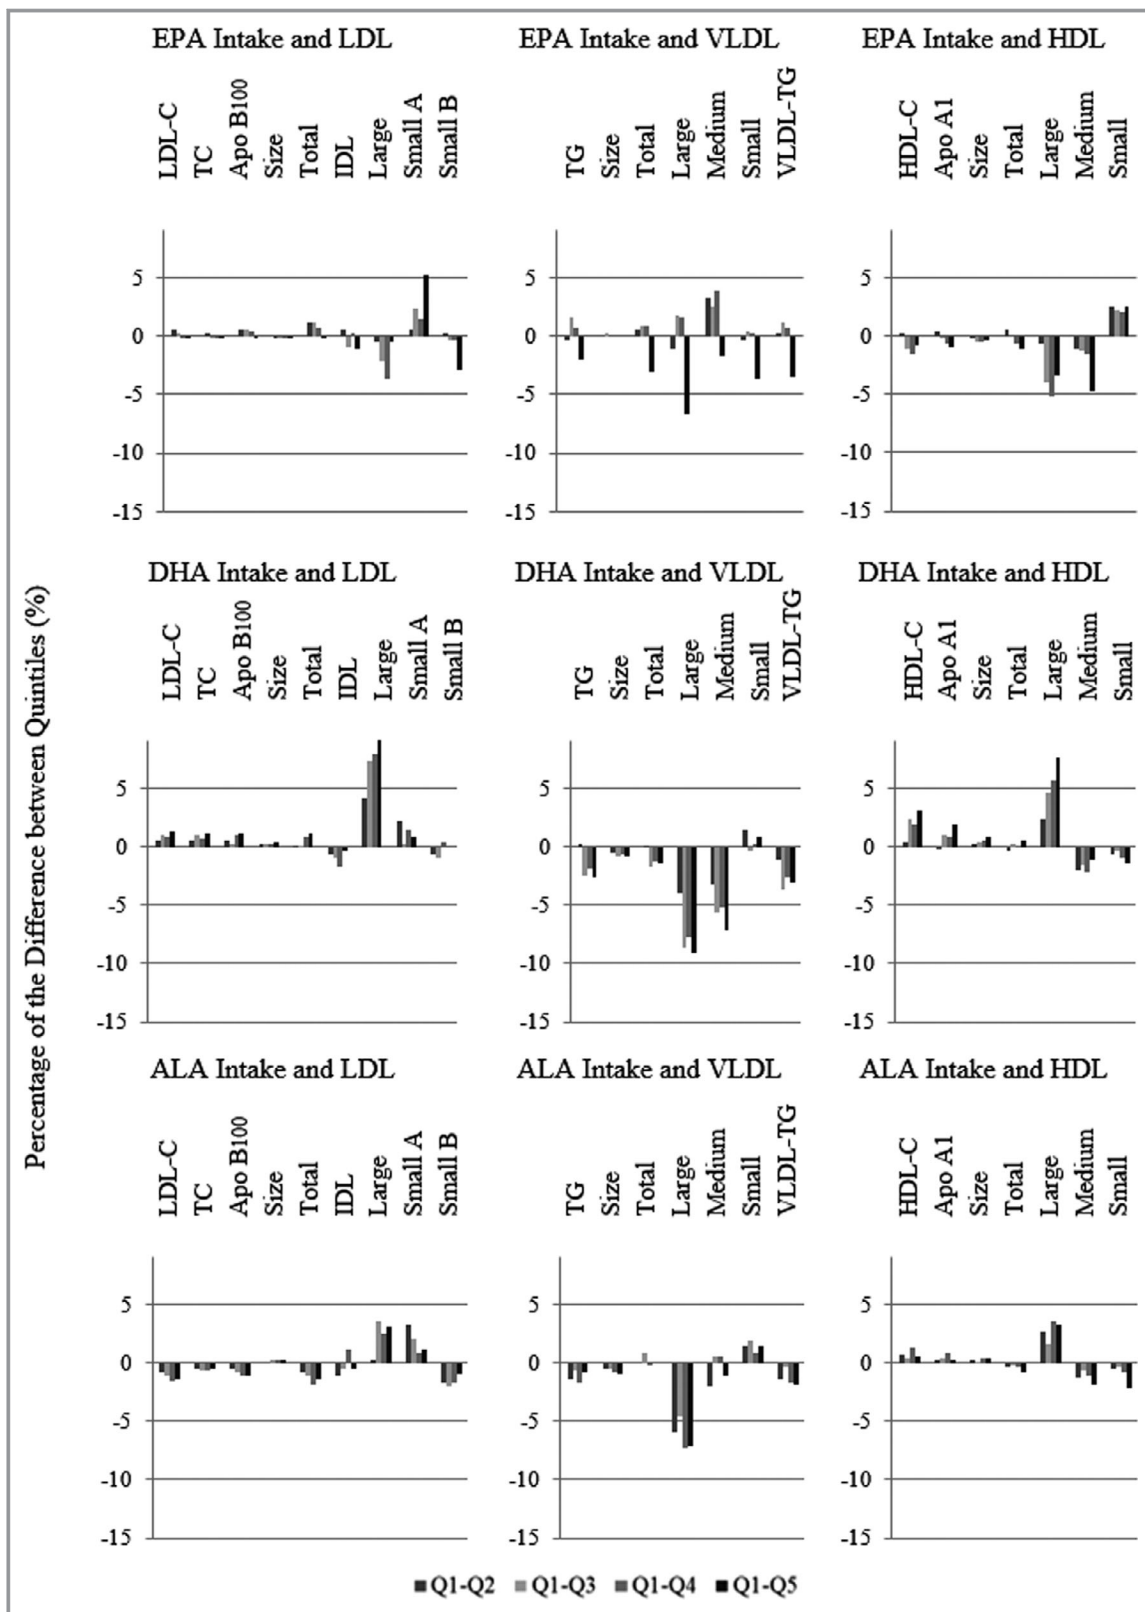 Percentage of the Difference between Quintiles (%)
EPA Intake and LDL
LDL-C
TC
Apo B100
Size
Total
IDL
Large
Small A
Small B
5
0
-5
-10
-15
EPA Intake and VLDL
TG
Size
Total
Large
Medium
Small
VLDL-TG
5
0
-5
-10
-15
EPA Intake and HDL
HDL-C
Apo A1
Size
Total
Large
Medium
Small
5
0
-5
-10
-15
DHA Intake and LDL
LDL-C
TC
Apo B100
Size
Total
IDL
Large
Small A
Small B
5
0
-5
-10
-15
DHA Intake and VLDL
TG
Size
Total
Large
Medium
Small
VLDL-TG
5
0
-5
-10
-15
DHA Intake and HDL
HDL-C
Apo A1
Size
Total
Large
Medium
Small
5
0
-5
-10
-15
ALA Intake and LDL
LDL-C
TC
Apo B100
Size
Total
IDL
Large
Small A
Small B
5
0
-5
-10
-15
ALA Intake and VLDL
TG
Size
Total
Large
Medium
Small
VLDL-TG
5
0
-5
-10
-15
ALA Intake and HDL
HDL-C
Apo A1
Size
Total
Large
Medium
Small
5
0
-5
-10
-15
Q1-Q2 Q1-Q3 Q1-Q4 Q1-Q5